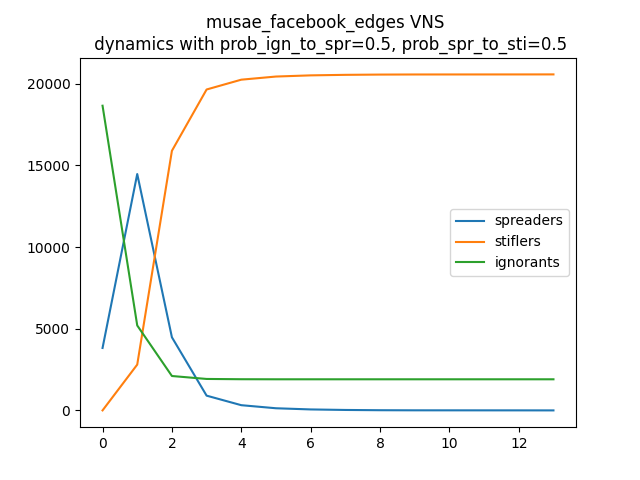 musae_facebook_edges VNS
dynamics with prob_ign_to_spr=0.5, prob_spr_to_sti=0.5
20000
15000
10000
5000
0
spreaders
stiflers
ignorants
0 2 4 6 8 10 12